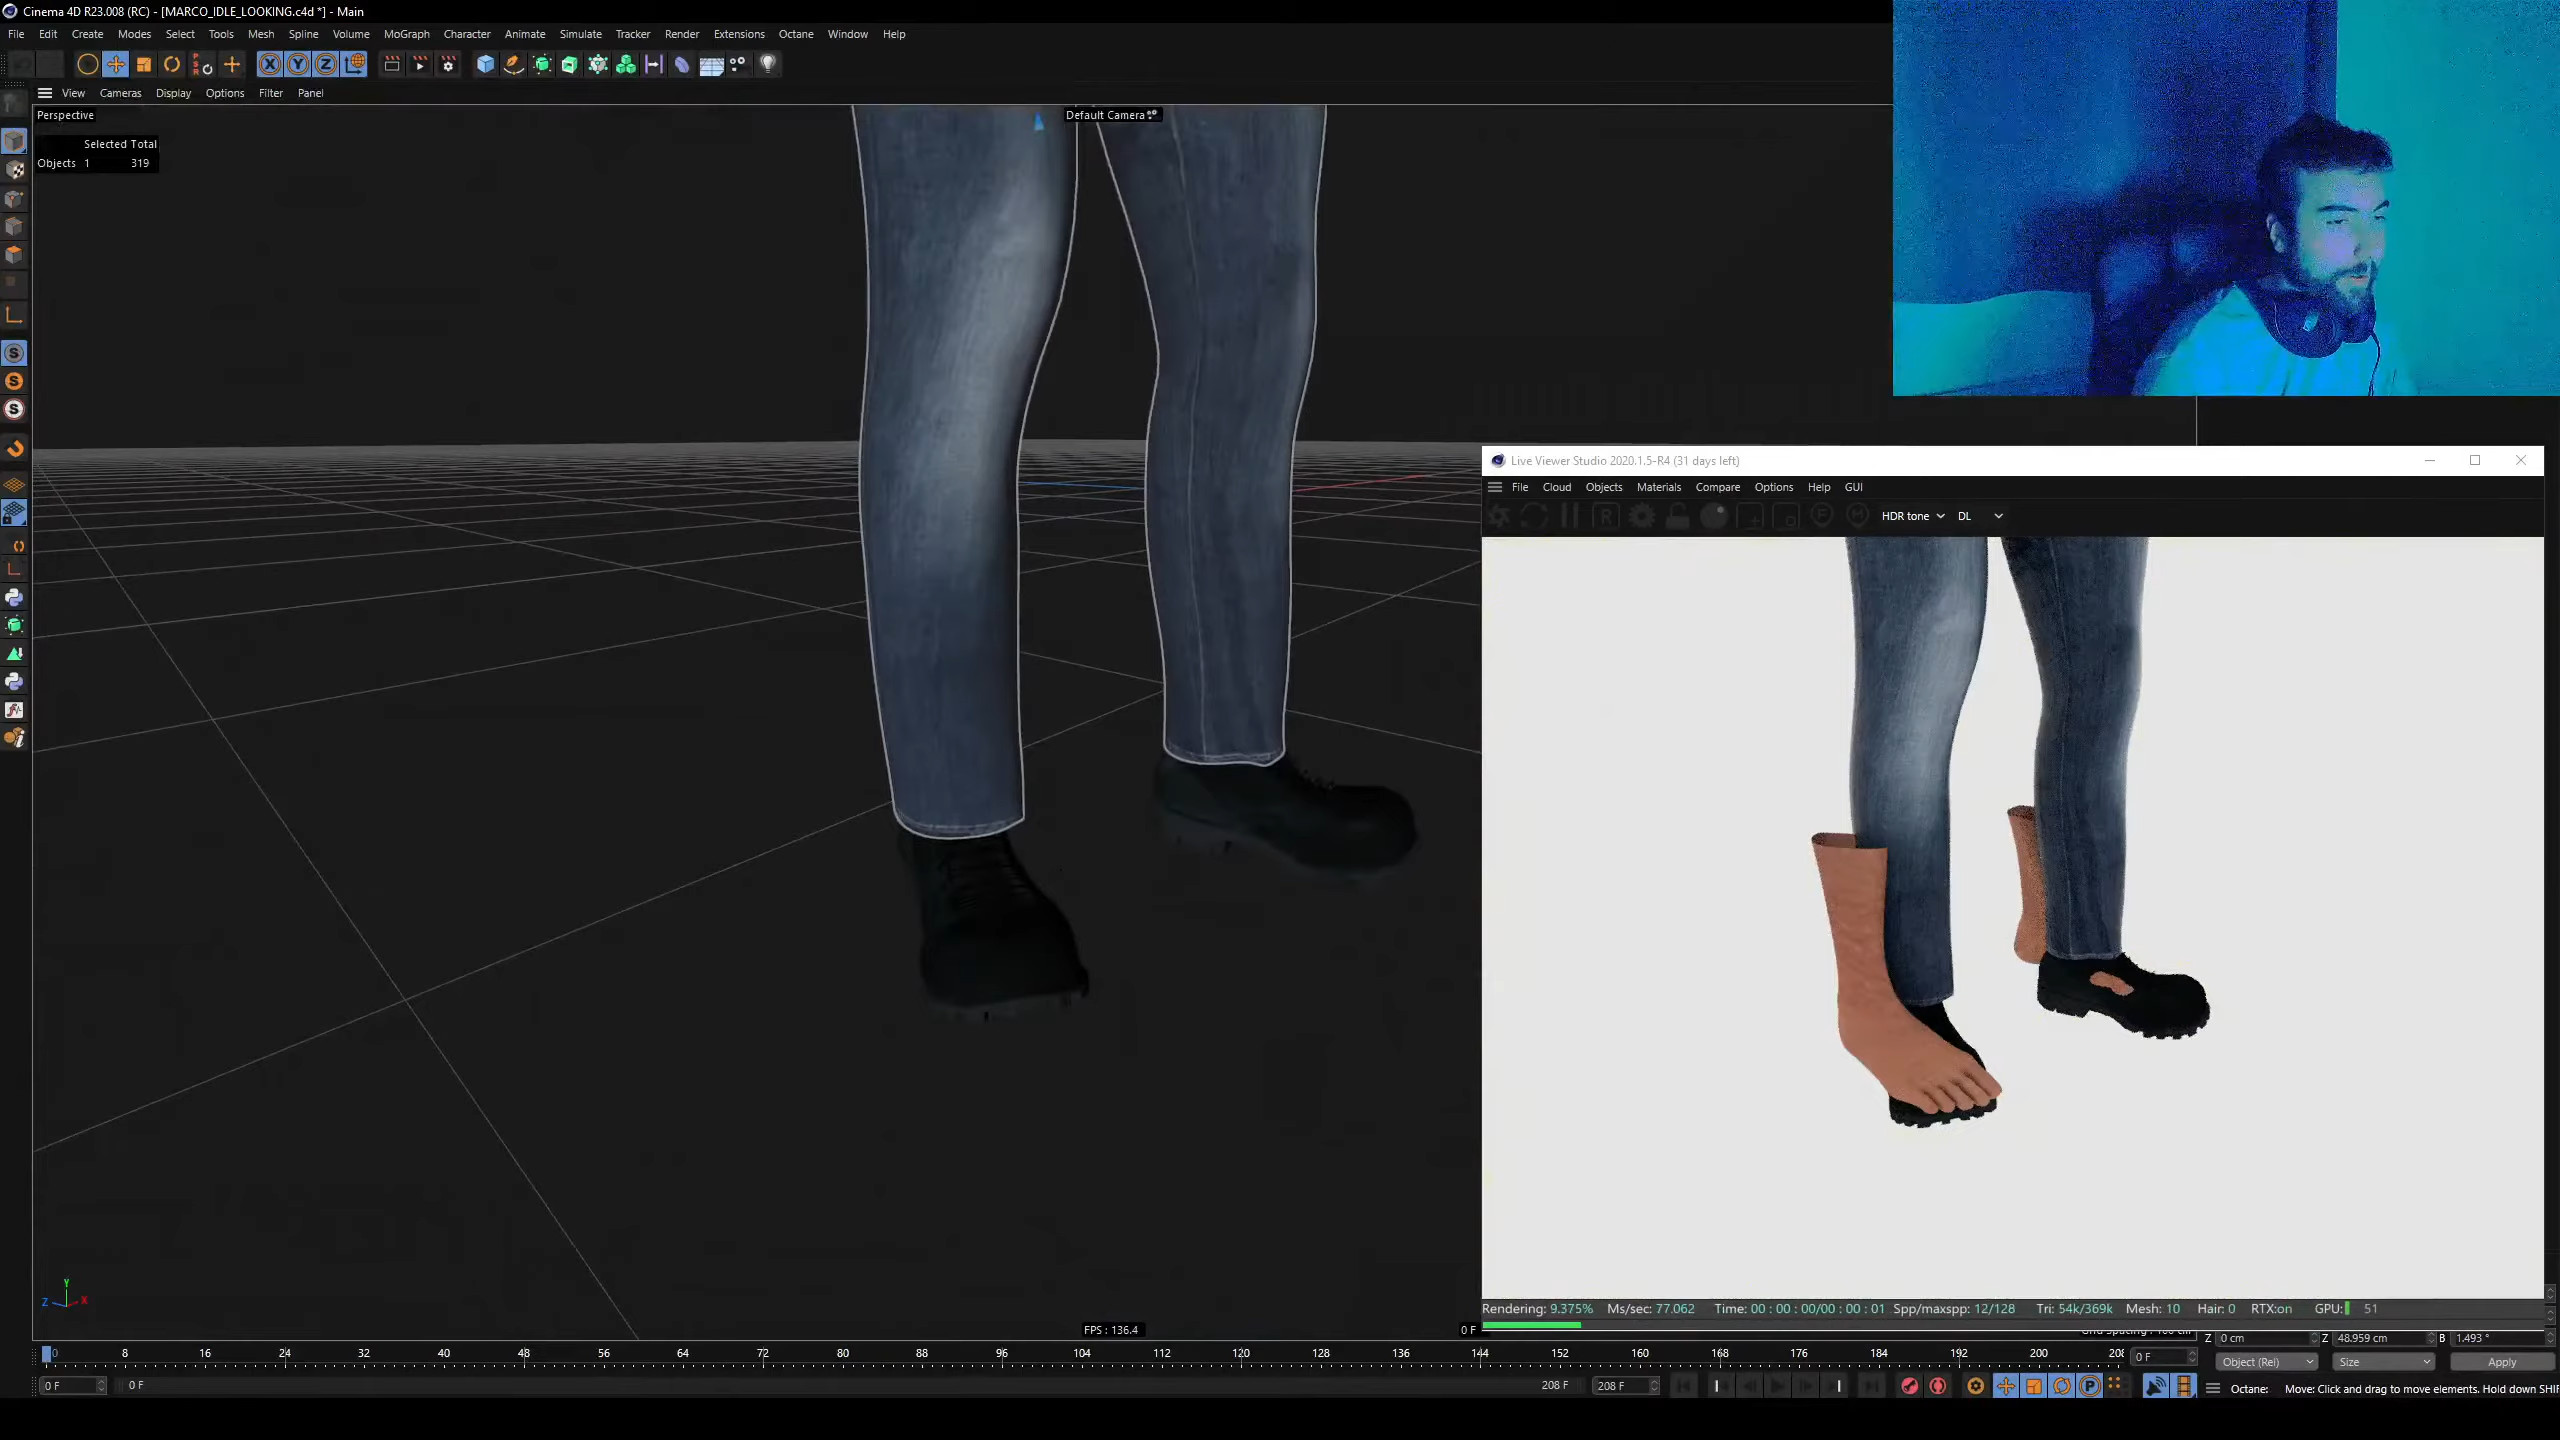 Cinema 4D R23.008 (RC) - [MARCO_IDLE_LOOKING.c4d *] - Main
File Edit Create Modes Select Tools Mesh Spline Volume MoGraph Character Animate Simulate Tracker Render Extensions Octane Window Help
X Y Z
View Cameras Display Options Filter Panel
Perspective
Default Camera
Selected Total
Objects 1 319
S
S
S
Live Viewer Studio 2020.1.5-R4 (31 days left)
File Cloud Objects Materials Compare Options Help GUI
HDR tone DL
Y
Z X
Rendering: 9.375% Ms/sec: 77.062 Time: 00 : 00 : 00/00 : 00 : 01 Spp/maxspp: 12/128 Tri: 54k/369k Mesh: 10 Hair: 0 RTX:on GPU: 51
FPS : 136.4
0 F
Z 0 cm Z 48.959 cm B 1.493 °
0 8 16 24 32 40 48 56 64 72 80 88 96 104 112 120 128 136 144 152 160 168 176 184 192 200 208
0 F
Object (Rel) Size Apply
0 F 0 F 208 F 208 F
P
Octane: Move: Click and drag to move elements. Hold down SHIF